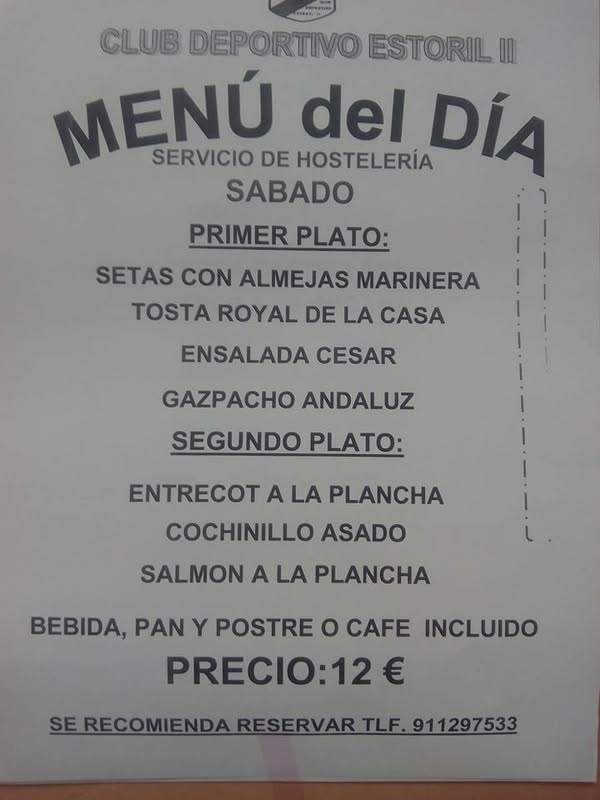 CLUB DEPORTIVO ESTORIL II
MENÚ del DÍA
SERVICIO DE HOSTELERÍA
SABADO
PRIMER PLATO:
SETAS CON ALMEJAS MARINERA
TOSTA ROYAL DE LA CASA
ENSALADA CESAR
GAZPACHO ANDALUZ
SEGUNDO PLATO:
ENTRECOT A LA PLANCHA
COCHINILLO ASADO
SALMON A LA PLANCHA
BEBIDA, PAN Y POSTRE O CAFE INCLUIDO
PRECIO:12 €
SE RECOMIENDA RESERVAR TLF. 911297533